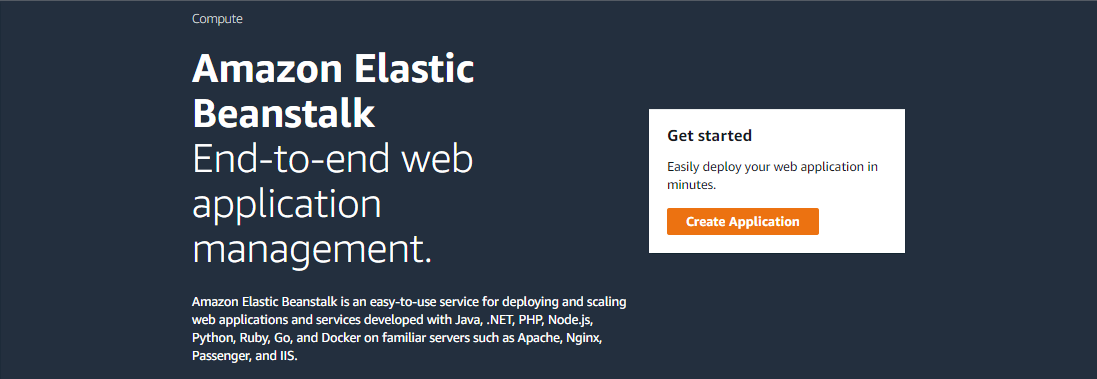 Compute
Amazon Elastic
Beanstalk
End-to-end web
application
management.
Amazon Elastic Beanstalk is an easy-to-use service for deploying and scaling
web applications and services developed with Java, .NET, PHP, Node.js,
Python, Ruby, Go, and Docker on familiar servers such as Apache, Nginx,
Passenger, and IIS.
Get started
Easily deploy your web application in
minutes.
Create Application